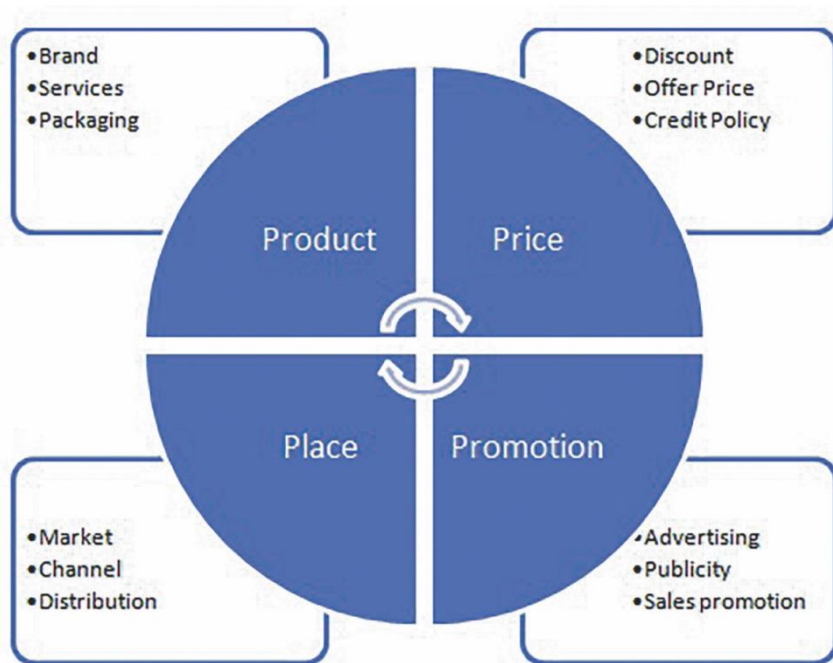 •Brand
•Services
•Packaging
•Discount
•Offer Price
•Credit Policy
Product
Price
Place
Promotion
•Market
•Channel
•Distribution
•Advertising
•Publicity
•Sales promotion